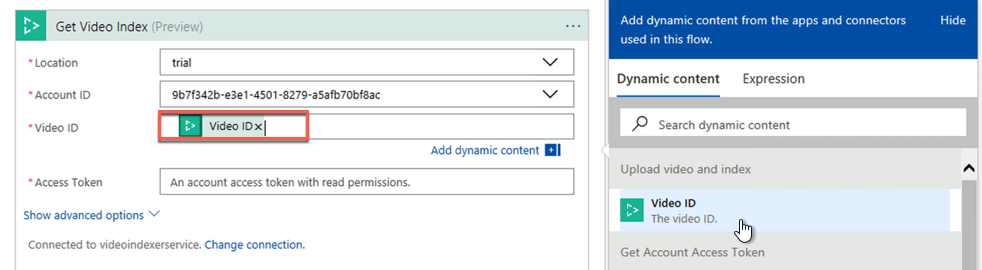 Get Video Index (Preview)
...
* Location
trial
* Account ID
9b7f342b-e3e1-4501-8279-a5afb70bf8ac
* Video ID
Video ID ×
Add dynamic content
* Access Token
An account access token with read permissions.
Show advanced options
Connected to videoindexerservice. Change connection.
Add dynamic content from the apps and connectors
used in this flow.
Hide
Dynamic content
Expression
Search dynamic content
Upload video and index
Video ID
The video ID.
Get Account Access Token